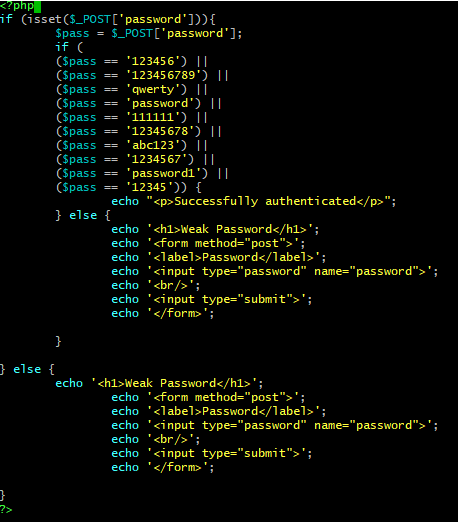 <?php
if (isset($_POST['password'])){
        $pass = $_POST['password'];
        if (
        ($pass == '123456') ||
        ($pass == '123456789') ||
        ($pass == 'qwerty') ||
        ($pass == 'password') ||
        ($pass == '111111') ||
        ($pass == '12345678') ||
        ($pass == 'abc123') ||
        ($pass == '1234567') ||
        ($pass == 'password1') ||
        ($pass == '12345')) {
                echo "<p>Successfully authenticated</p>";
        } else {
                echo '<h1>Weak Password</h1>';
                echo '<form method="post">';
                echo '<label>Password</label>';
                echo '<input type="password" name="password">';
                echo '<br/>';
                echo '<input type="submit">';
                echo '</form>';
        }
} else {
        echo '<h1>Weak Password</h1>';
                echo '<form method="post">';
                echo '<label>Password</label>';
                echo '<input type="password" name="password">';
                echo '<br/>';
                echo '<input type="submit">';
                echo '</form>';
}
?>